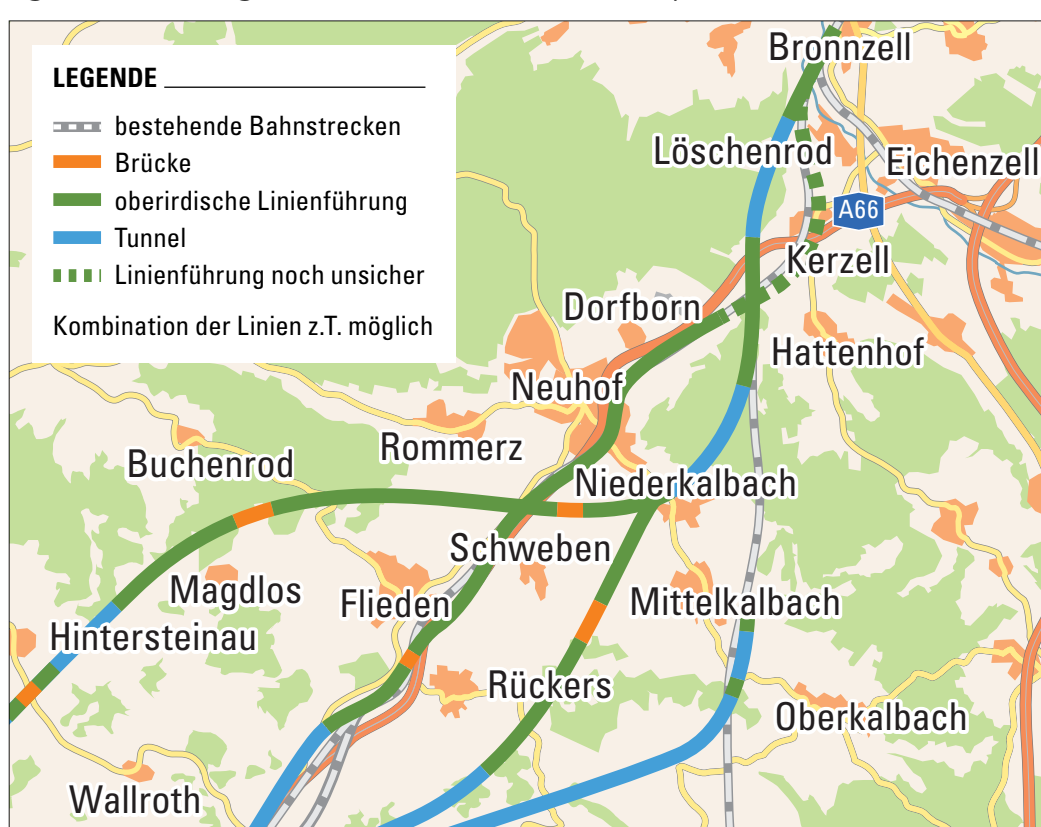 LEGENDE
bestehende Bahnstrecken
Brücke
oberirdische Linienführung
Tunnel
Linienführung noch unsicher
Kombination der Linien z.T. möglich
Bronnzell
Löschenrod
Eichenzell
A66
Kerzell
Dorfborn
Hattenhof
Neuhof
Rommerz
Buchenrod
Niederkalbach
Schweben
Magdlos
Flieden
Mittelkalbach
Hintersteinau
Rückers
Oberkalbach
Wallroth